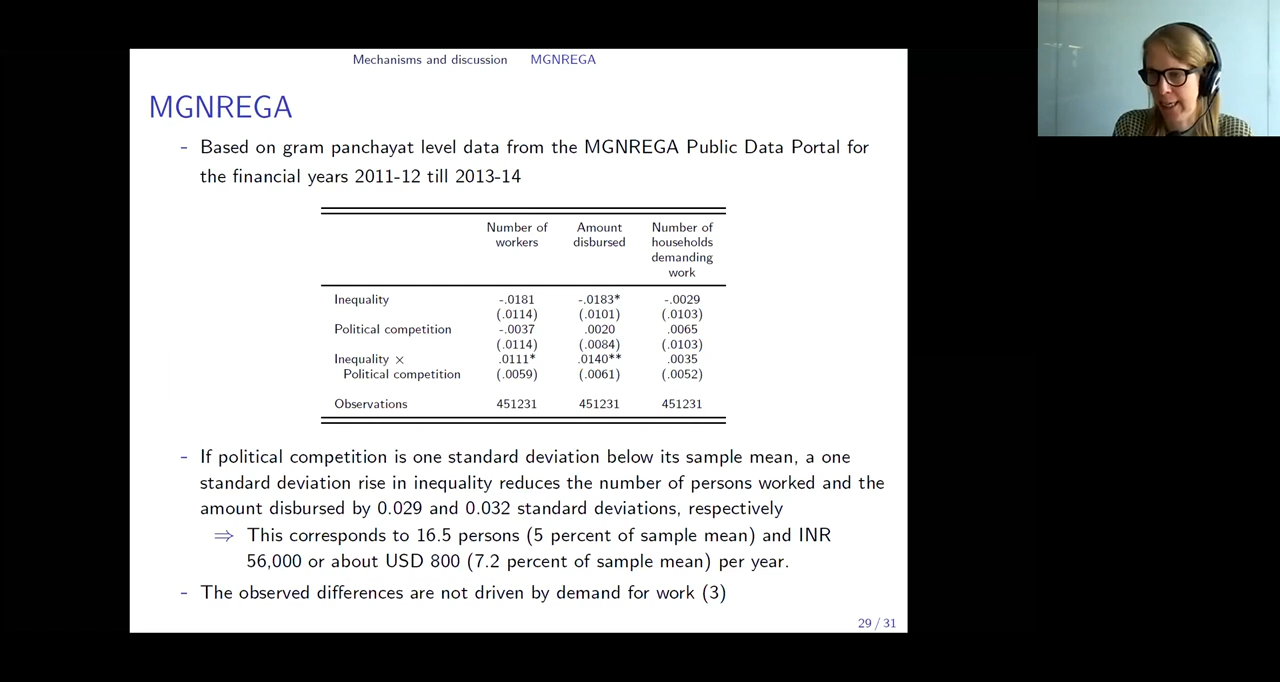 Mechanisms and discussion MGNREGA
MGNREGA
- Based on gram panchayat level data from the MGNREGA Public Data Portal for
the financial years 2011-12 till 2013-14
Number of Amount Number of
workers disbursed households
demanding
work
Inequality -.0181 -.0183* -.0029
(.0114) (.0101) (.0103)
Political competition -.0037 .0020 .0065
(.0114) (.0084) (.0103)
Inequality × .0111* .0140** .0035
Political competition (.0059) (.0061) (.0052)
Observations 451231 451231 451231
- If political competition is one standard deviation below its sample mean, a one
standard deviation rise in inequality reduces the number of persons worked and the
amount disbursed by 0.029 and 0.032 standard deviations, respectively
⇒ This corresponds to 16.5 persons (5 percent of sample mean) and INR
56,000 or about USD 800 (7.2 percent of sample mean) per year.
- The observed differences are not driven by demand for work (3)
29 / 31